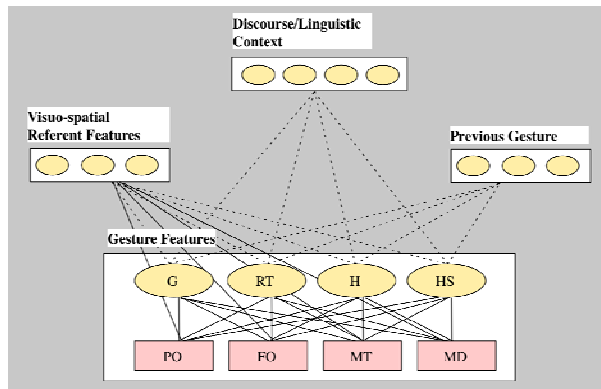 Discourse/Linguistic
Context
Visuo-spatial
Referent Features
Previous Gesture
Gesture Features
G RT H HS
PO FO MT MD